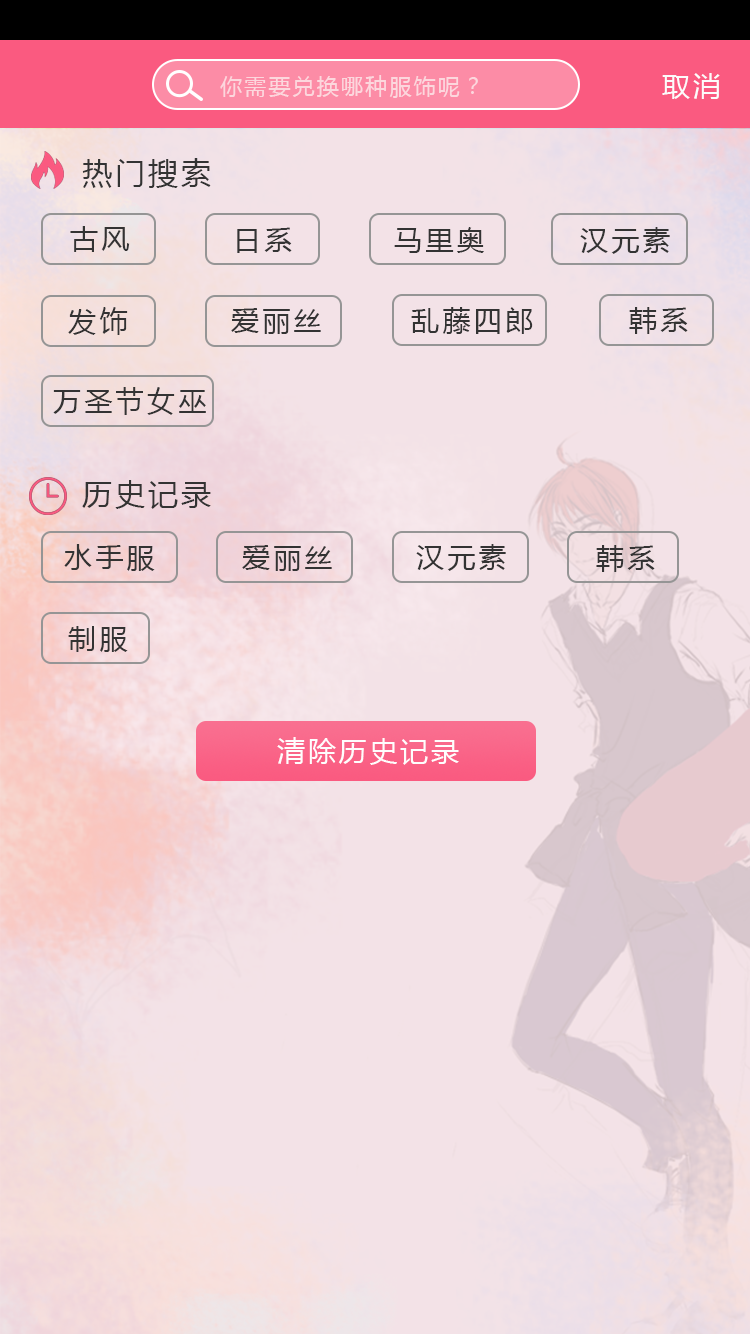 你需要兑换哪种服饰呢？ 取消
热门搜索
古风 日系 马里奥 汉元素
发饰 爱丽丝 乱藤四郎 韩系
万圣节女巫
历史记录
水手服 爱丽丝 汉元素 韩系
制服
清除历史记录